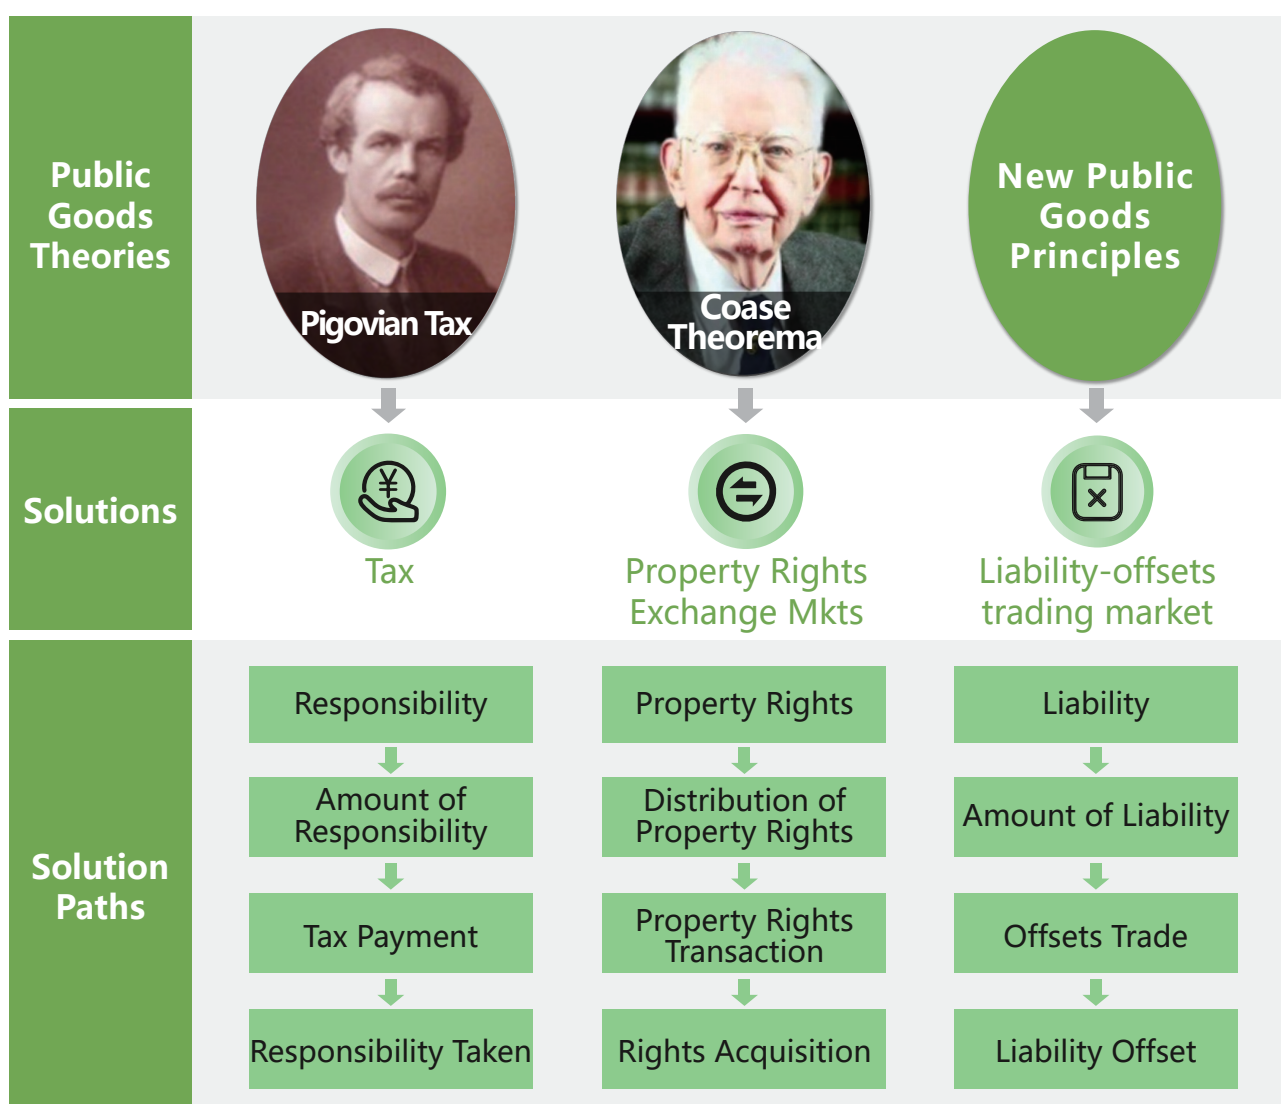 Public
Goods
Theories
Pigovian Tax
Coase
Theorema
New Public
Goods
Principles
Solutions
¥
Tax
Property Rights
Exchange Mkts
Liability-offsets
trading market
Solution
Paths
Responsibility
Amount of
Responsibility
Tax Payment
Responsibility Taken
Property Rights
Distribution of
Property Rights
Property Rights
Transaction
Rights Acquisition
Liability
Amount of Liability
Offsets Trade
Liability Offset